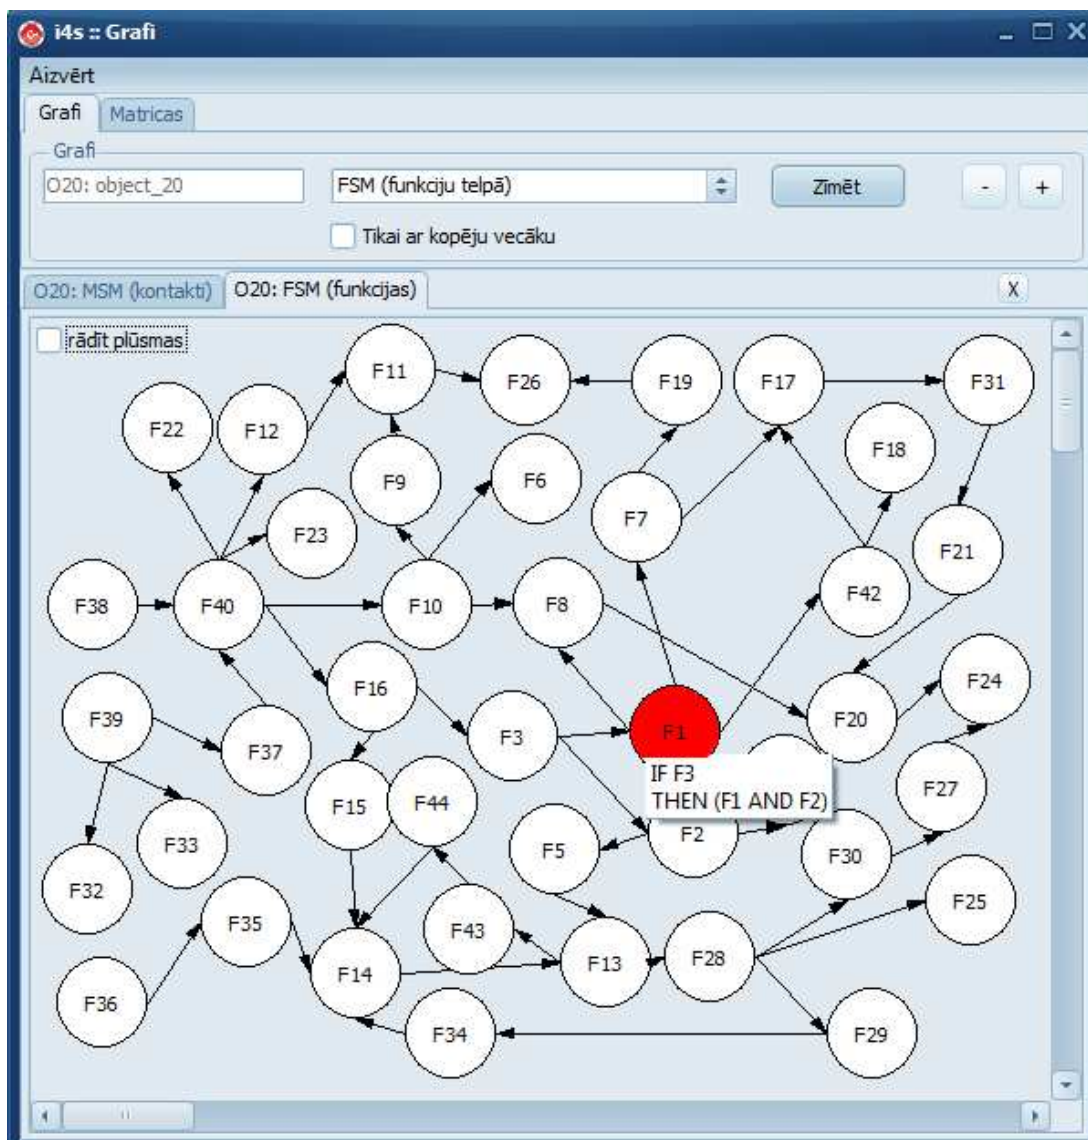 i4s :: Grafi
Aizvērt
Grafi Matricas
Grafi
O20: object_20 FSM (funkciju telpā) Zīmēt - +
Tikai ar kopēju vecāku
O20: MSM (kontakti) O20: FSM (funkcijas) X
rādīt plūsmas
F11 F26 F19 F17 F31
F22 F12 F18
F9 F6
F7
F23 F21
F38 F40 F10 F8 F42
F16 F24
F39 F37 F3 F1 F20
IF F3
THEN (F1 AND F2)
F15 F44 F27
F33 F5 F2 F30
F32 F25
F35 F43
F14 F13 F28
F36 F34 F29